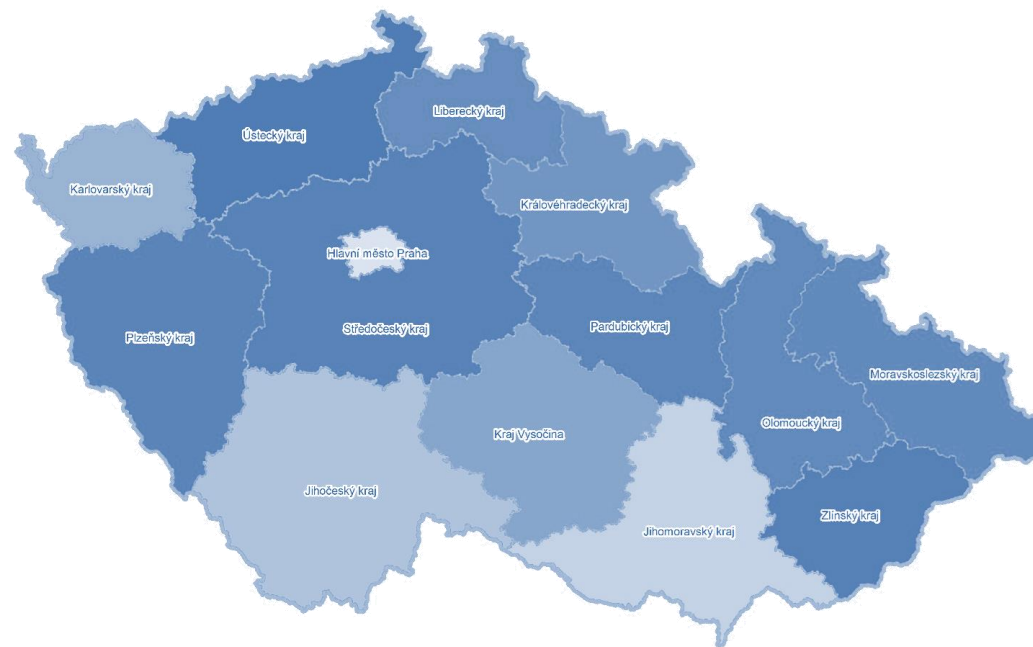 Liberecký kraj
Ústecký kraj
Karlovarský kraj
Královéhradecký kraj
Hlavní město Praha
Středočeský kraj
Pardubický kraj
Plzeňský kraj
Moravskoslezský kraj
Olomoucký kraj
Kraj Vysočina
Jihočeský kraj
Zlínský kraj
Jihomoravský kraj